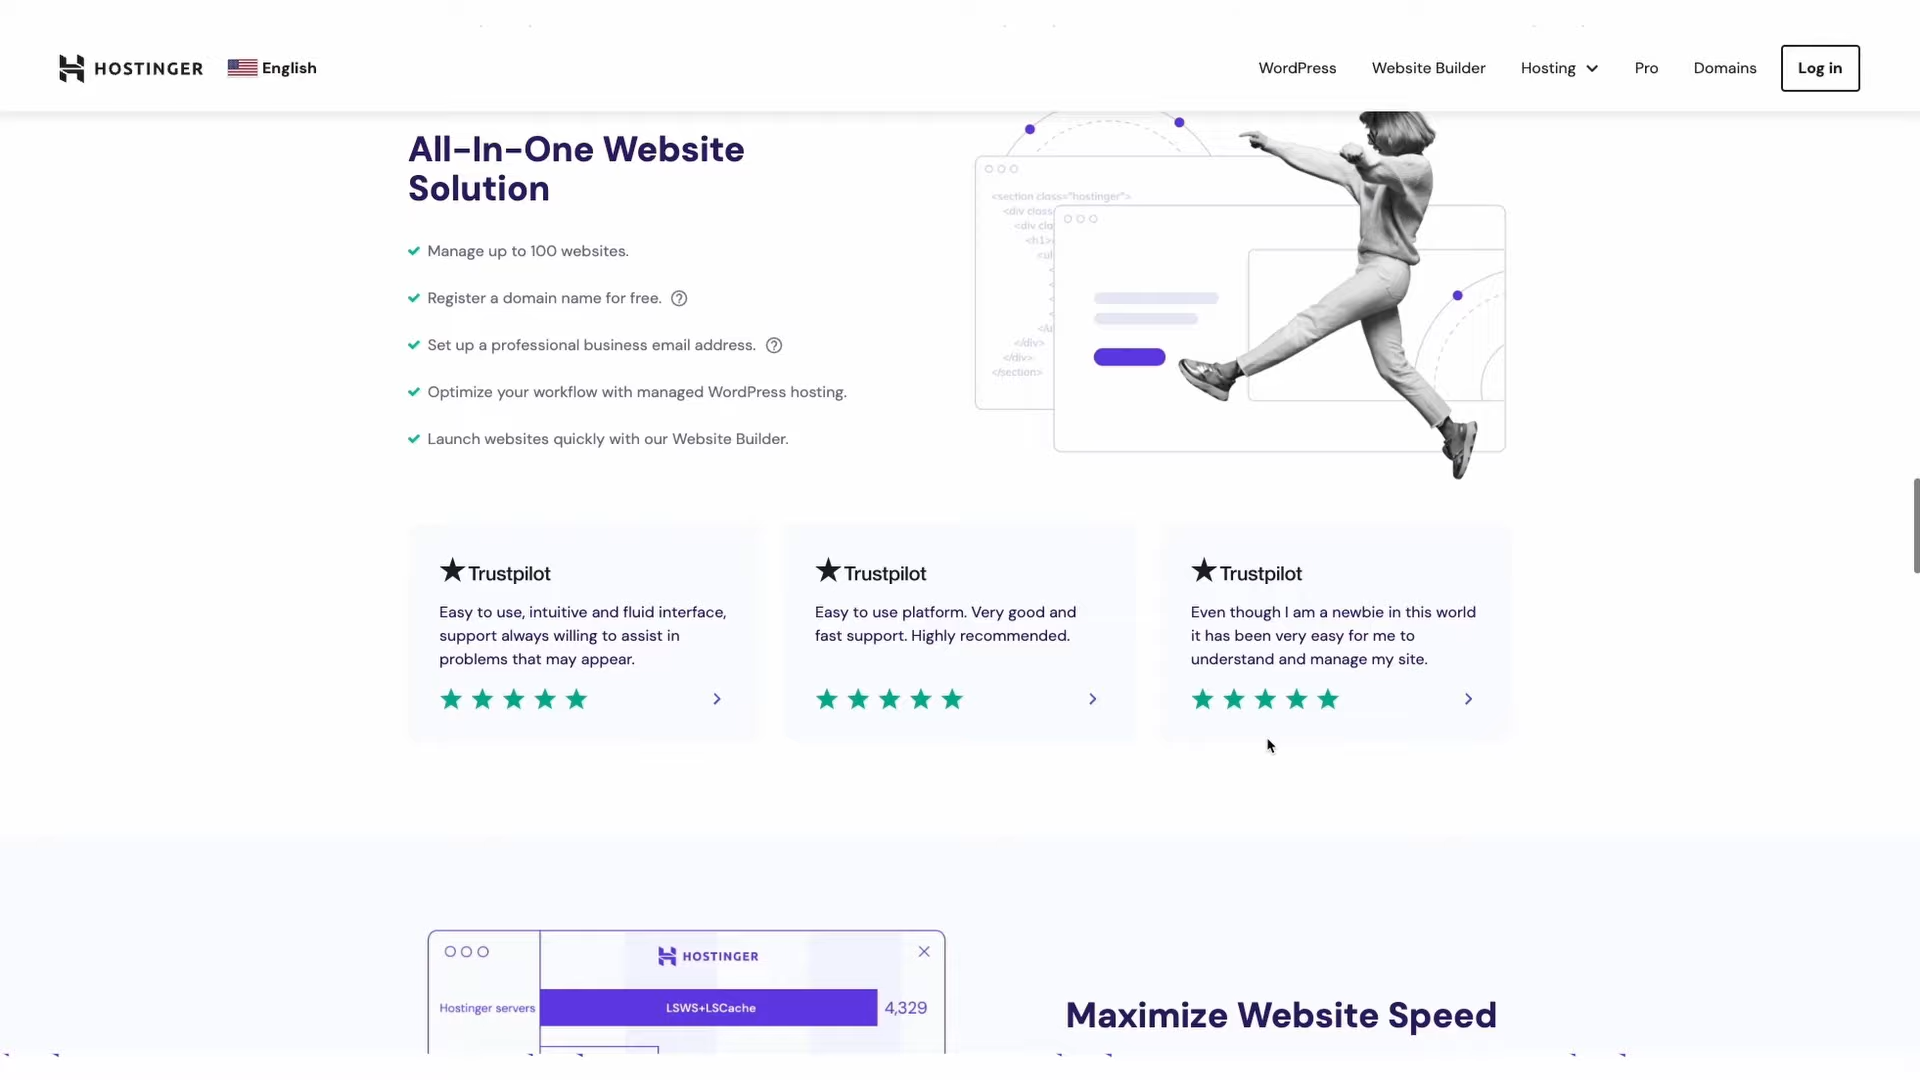 HOSTINGER English WordPress Website Builder Hosting Pro Domains Log in
All-In-One Website
Solution
Manage up to 100 websites.
Register a domain name for free.
Set up a professional business email address.
Optimize your workflow with managed WordPress hosting.
Launch websites quickly with our Website Builder.
<section class="hostinger">
<div class
<div cla
<h1>
<ul
</u
</div>
</div>
</section>
Trustpilot
Easy to use, intuitive and fluid interface,
support always willing to assist in
problems that may appear.
Trustpilot
Easy to use platform. Very good and
fast support. Highly recommended.
Trustpilot
Even though I am a newbie in this world
it has been very easy for me to
understand and manage my site.
HOSTINGER
Hostinger servers LSWS+LSCache 4,329
Maximize Website Speed